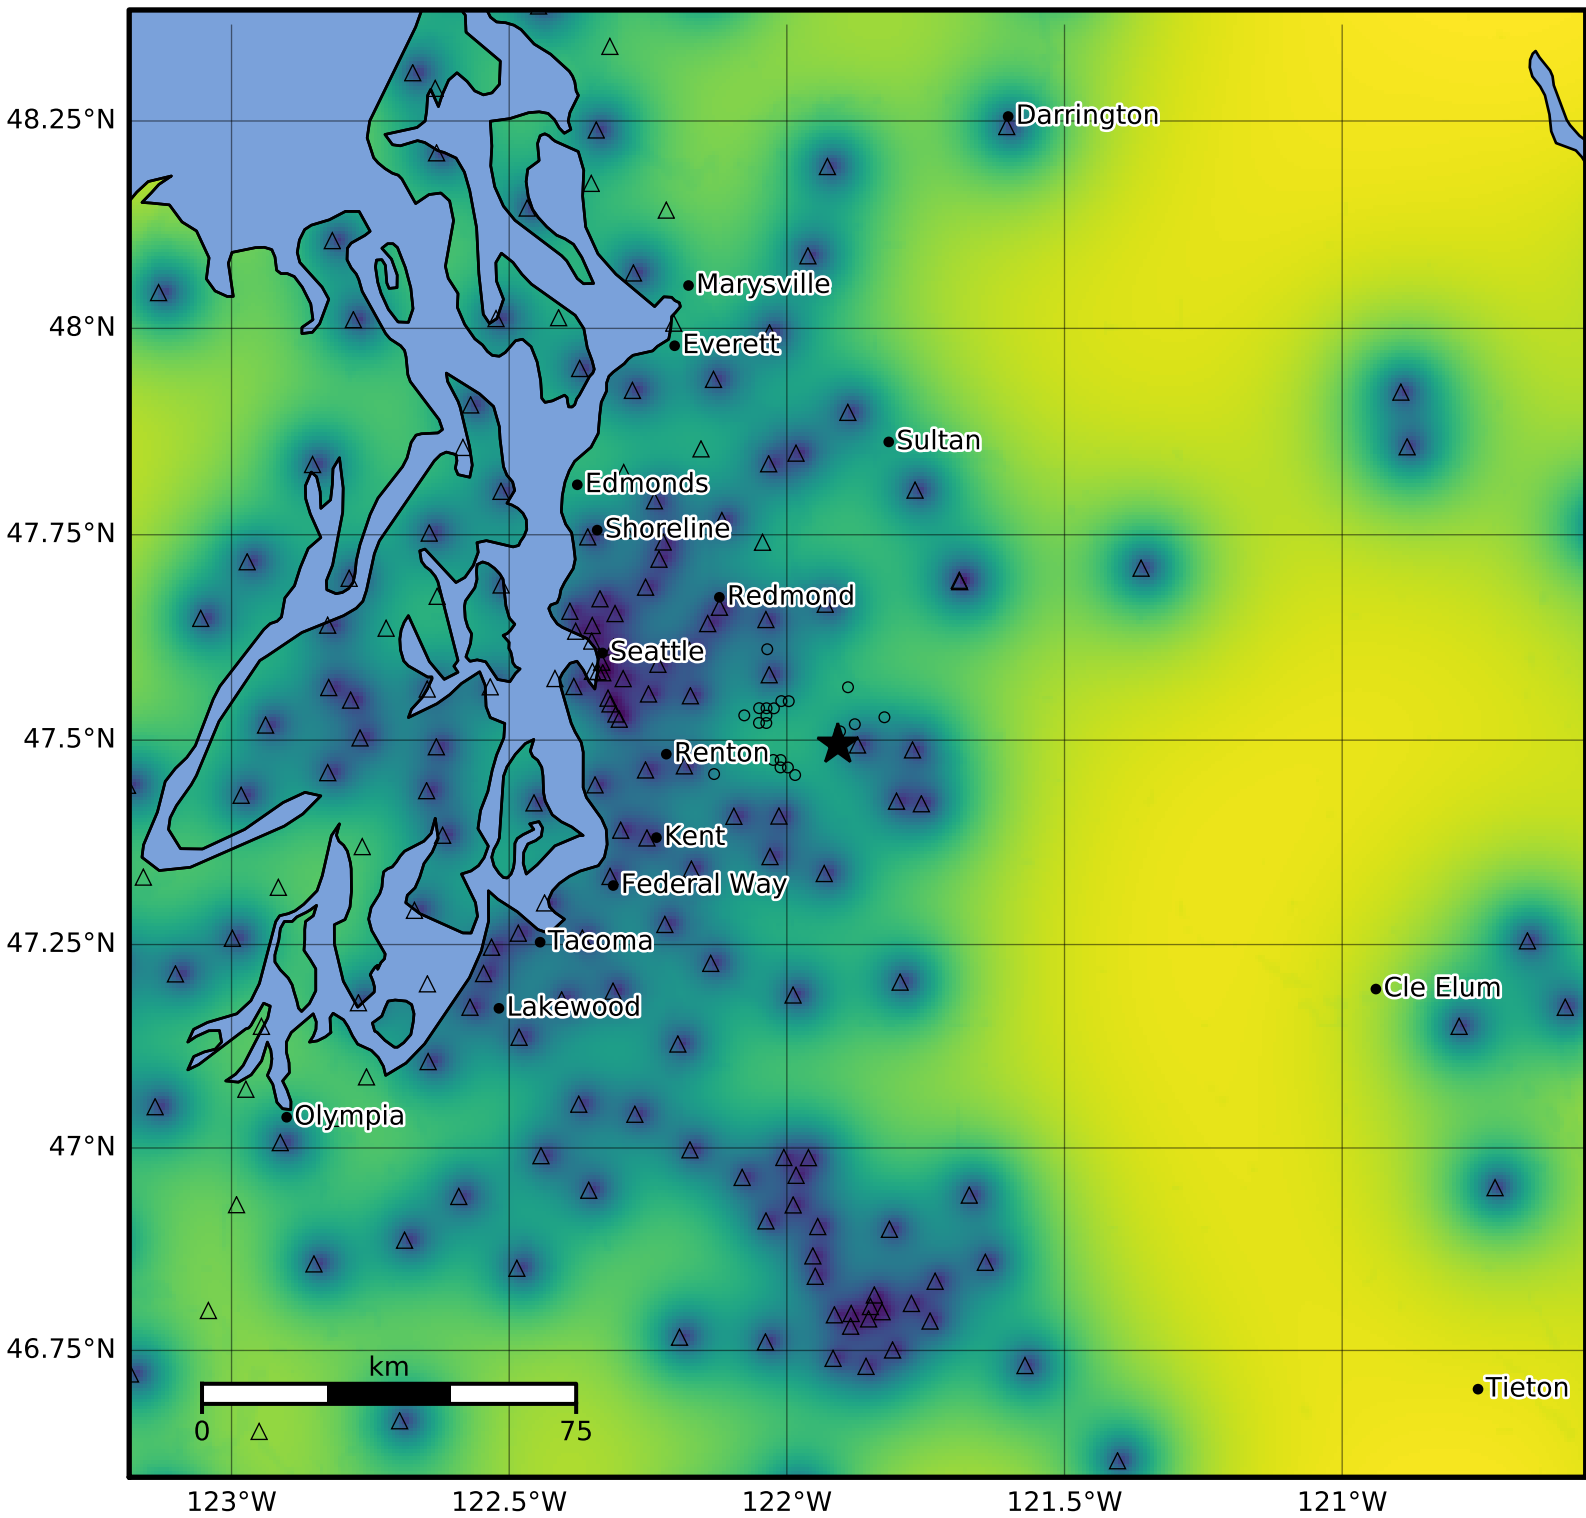 48.25°N
Darrington
Marysville
48°N
Everett
Sultan
Edmonds
47.75°N
Shoreline
Redmond
Seattle
47.5°N
Renton
Kent
Federal Way
47.25°N
Tacoma
Cle Elum
Lakewood
Olympia
47°N
46.75°N
km
Tieton
0 75
123°W 122.5°W 122°W 121.5°W 121°W